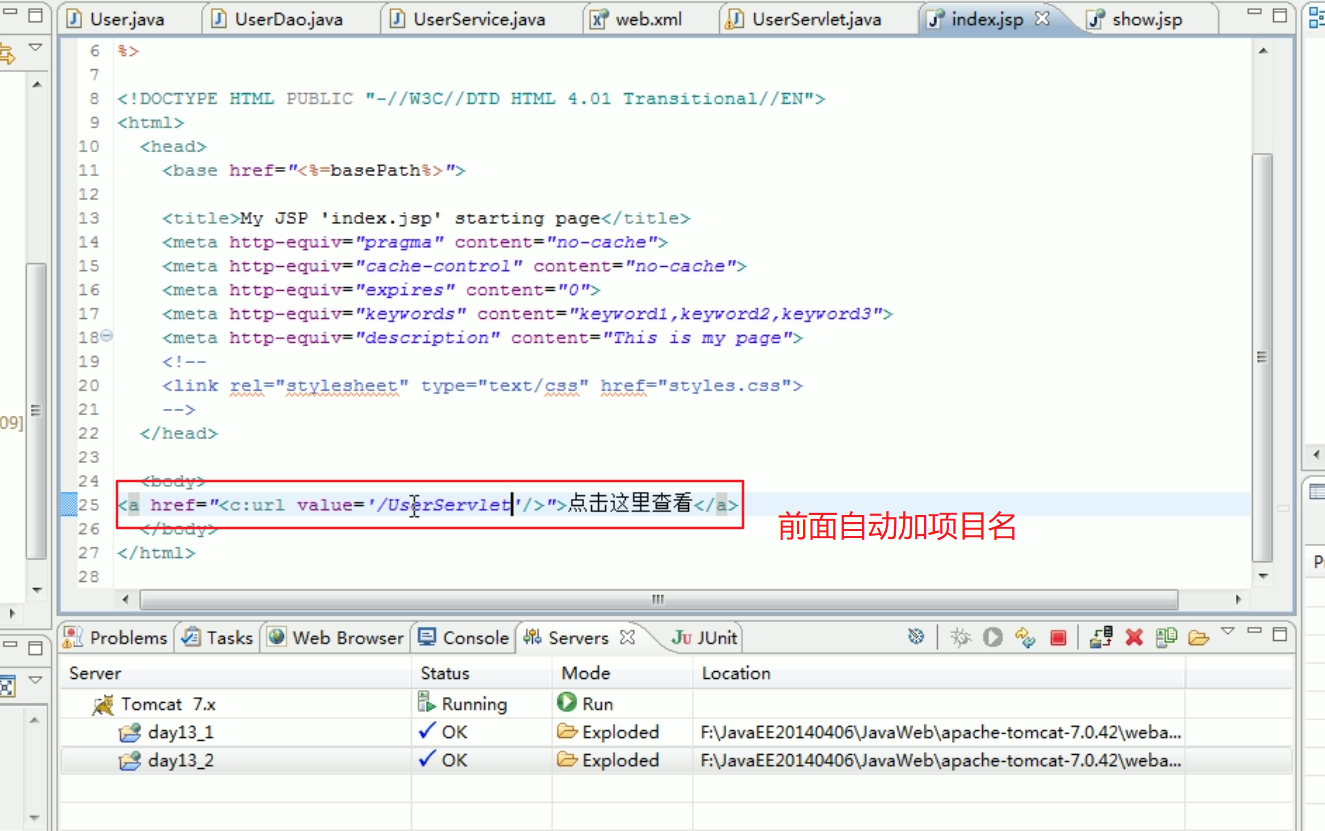 User.java UserDao.java UserService.java web.xml UserServlet.java index.jsp show.jsp
6 %>
7
8 <!DOCTYPE HTML PUBLIC "-//W3C//DTD HTML 4.01 Transitional//EN">
9 <html>
10 <head>
11 <base href="<%=basePath%>">
12
13 <title>My JSP 'index.jsp' starting page</title>
14 <meta http-equiv="pragma" content="no-cache">
15 <meta http-equiv="cache-control" content="no-cache">
16 <meta http-equiv="expires" content="0">
17 <meta http-equiv="keywords" content="keyword1,keyword2,keyword3">
18 <meta http-equiv="description" content="This is my page">
19 <!--
20 <link rel="stylesheet" type="text/css" href="styles.css">
21 -->
09]
22 </head>
23
24 <body>
25 <a href="<c:url value='/UserServlet'/>">点击这里查看</a>
前面自动加项目名
26 </body>
27 </html>
28
Problems Tasks Web Browser Console Servers JUnit
Server Status Mode Location
Tomcat 7.x Running Run
day13_1 OK Exploded F:\JavaEE20140406\JavaWeb\apache-tomcat-7.0.42\weba...
day13_2 OK Exploded F:\JavaEE20140406\JavaWeb\apache-tomcat-7.0.42\weba...